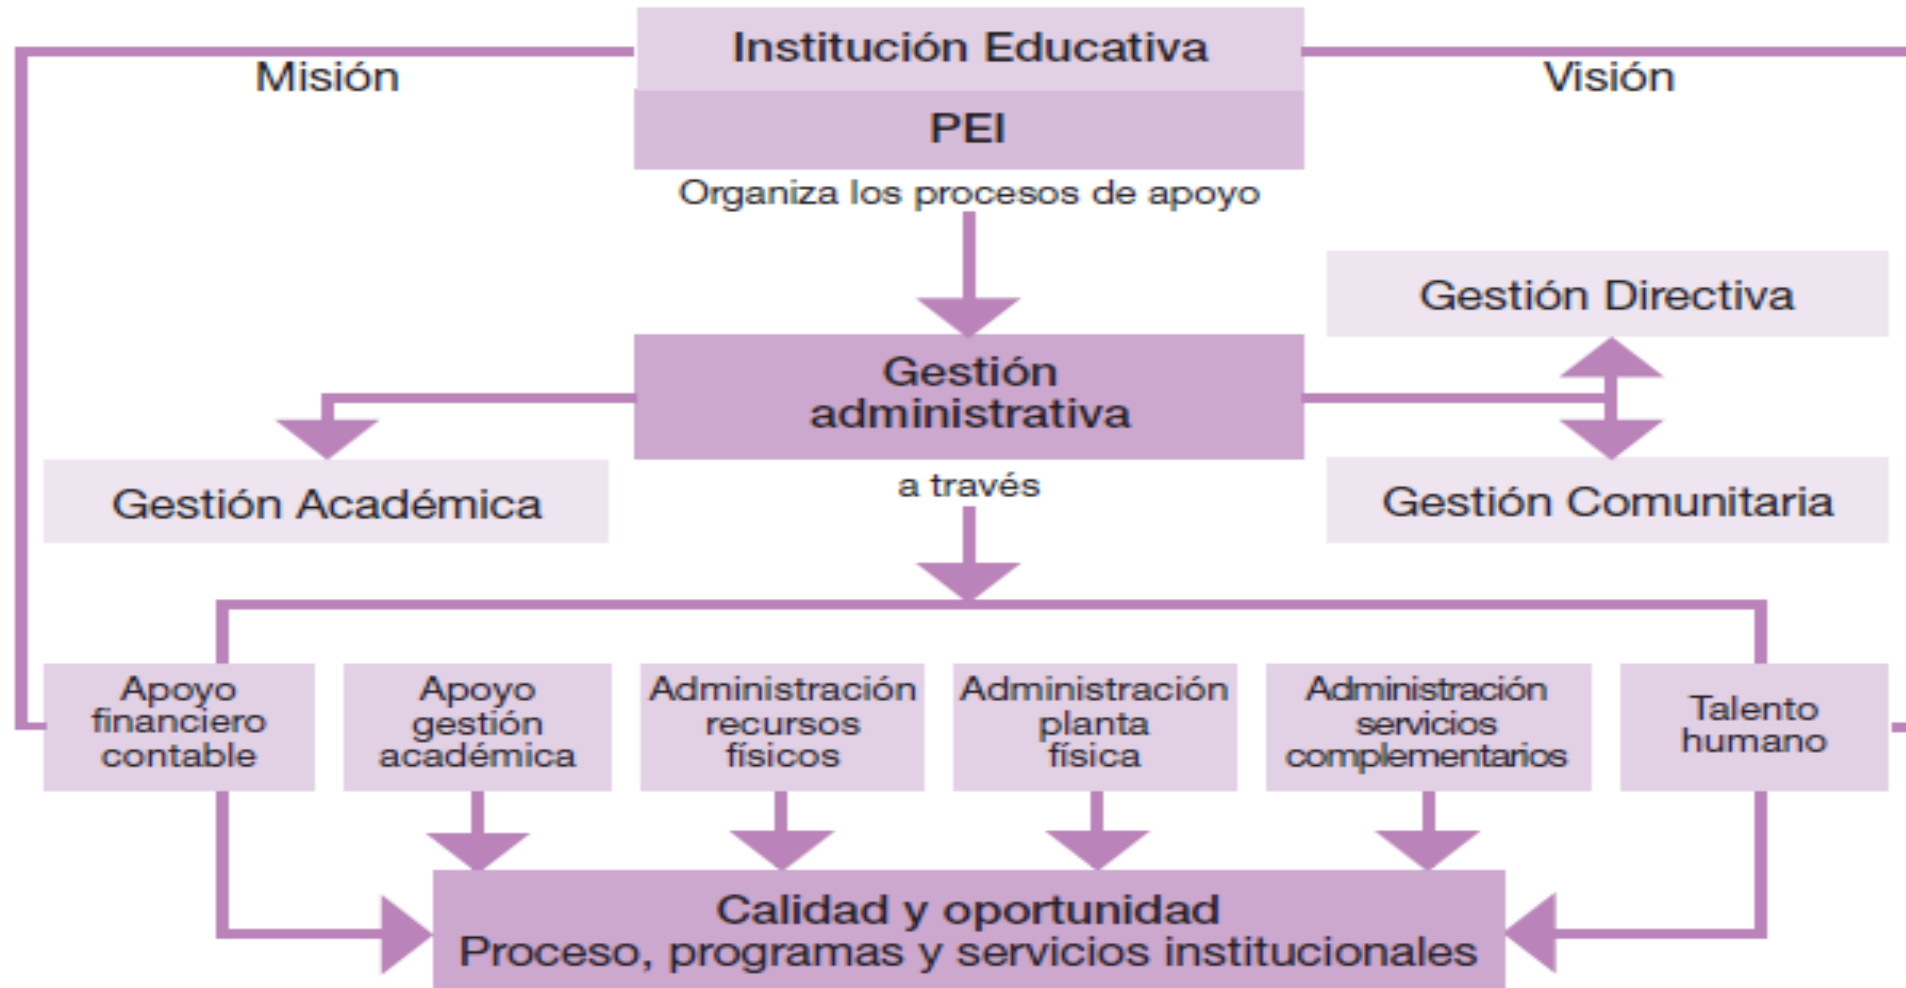 Institución Educativa
Misión
Visión
PEI
Organiza los procesos de apoyo
Gestión Directiva
Gestión
administrativa
Gestión Académica
a través
Gestión Comunitaria
Apoyo
financiero
contable
Apoyo
gestión
académica
Administración
recursos
físicos
Administración
planta
física
Administración
servicios
complementarios
Talento
humano
Calidad y oportunidad
Proceso, programas y servicios institucionales